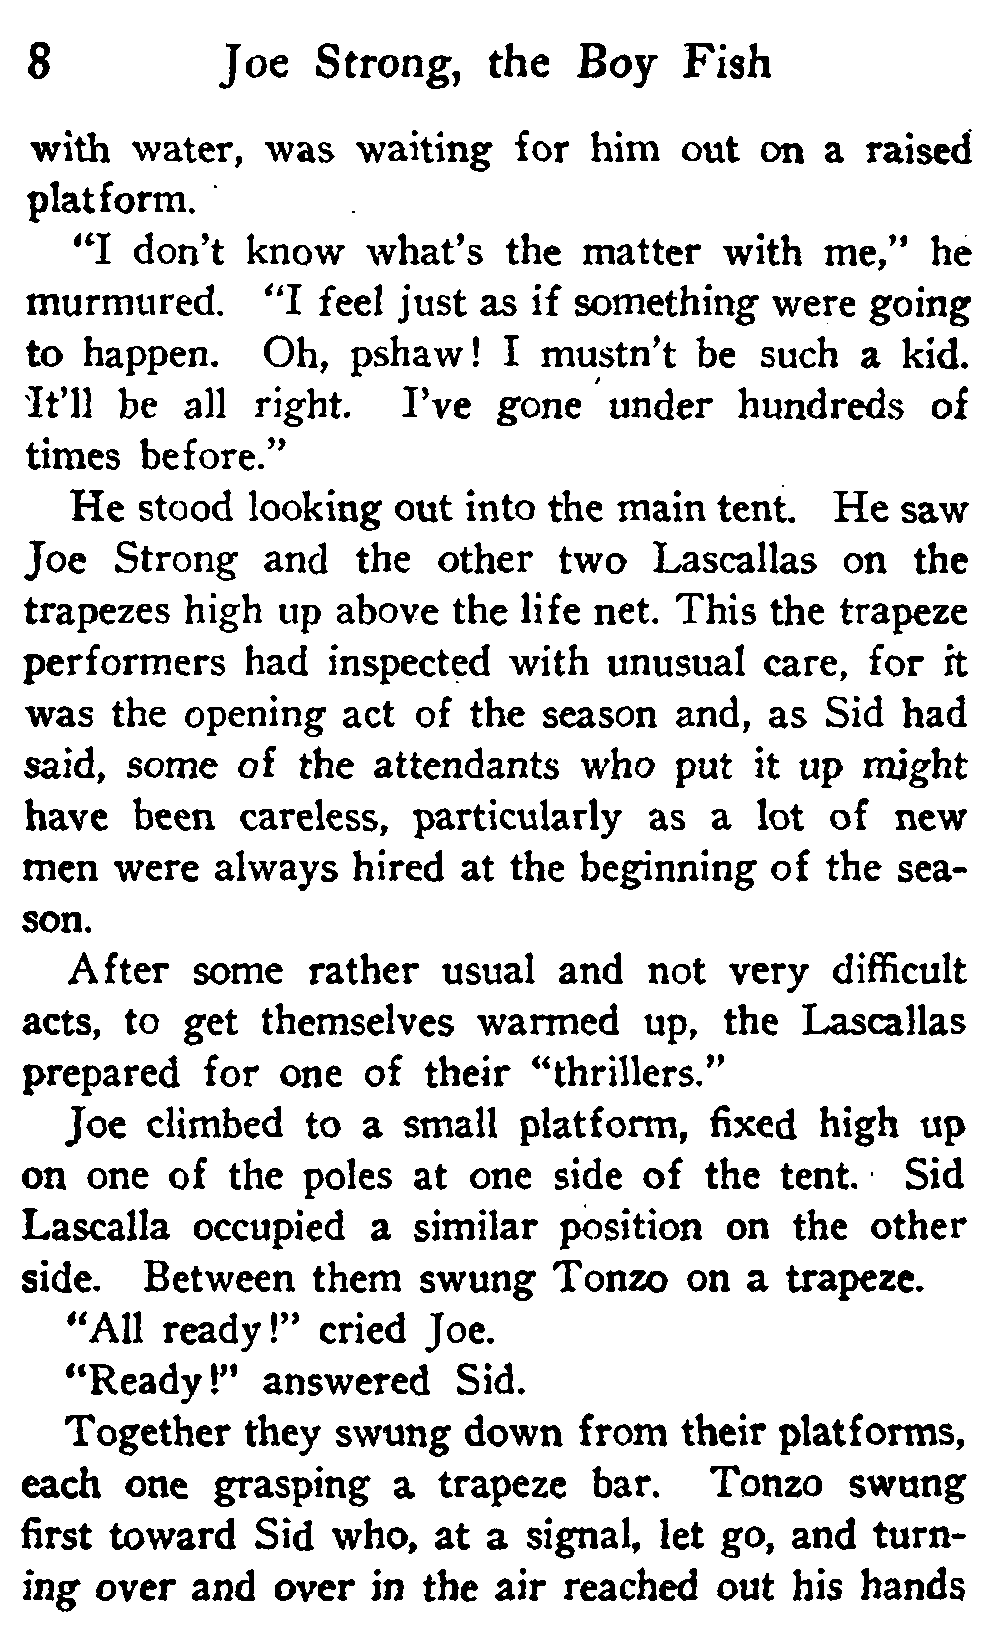 8 Joe Strong, the Boy Fish
with water, was waiting for him out on a raised
platform.
"I don't know what's the matter with me," he
murmured. "I feel just as if something were going
to happen. Oh, pshaw! I mustn't be such a kid.
It'll be all right. I've gone under hundreds of
times before."
He stood looking out into the main tent. He saw
Joe Strong and the other two Lascallas on the
trapezes high up above the life net. This the trapeze
performers had inspected with unusual care, for it
was the opening act of the season and, as Sid had
said, some of the attendants who put it up might
have been careless, particularly as a lot of new
men were always hired at the beginning of the sea-
son.
After some rather usual and not very difficult
acts, to get themselves warmed up, the Lascallas
prepared for one of their "thrillers."
Joe climbed to a small platform, fixed high up
on one of the poles at one side of the tent. Sid
Lascalla occupied a similar position on the other
side. Between them swung Tonzo on a trapeze.
"All ready!" cried Joe.
"Ready!" answered Sid.
Together they swung down from their platforms,
each one grasping a trapeze bar. Tonzo swung
first toward Sid who, at a signal, let go, and turn-
ing over and over in the air reached out his hands